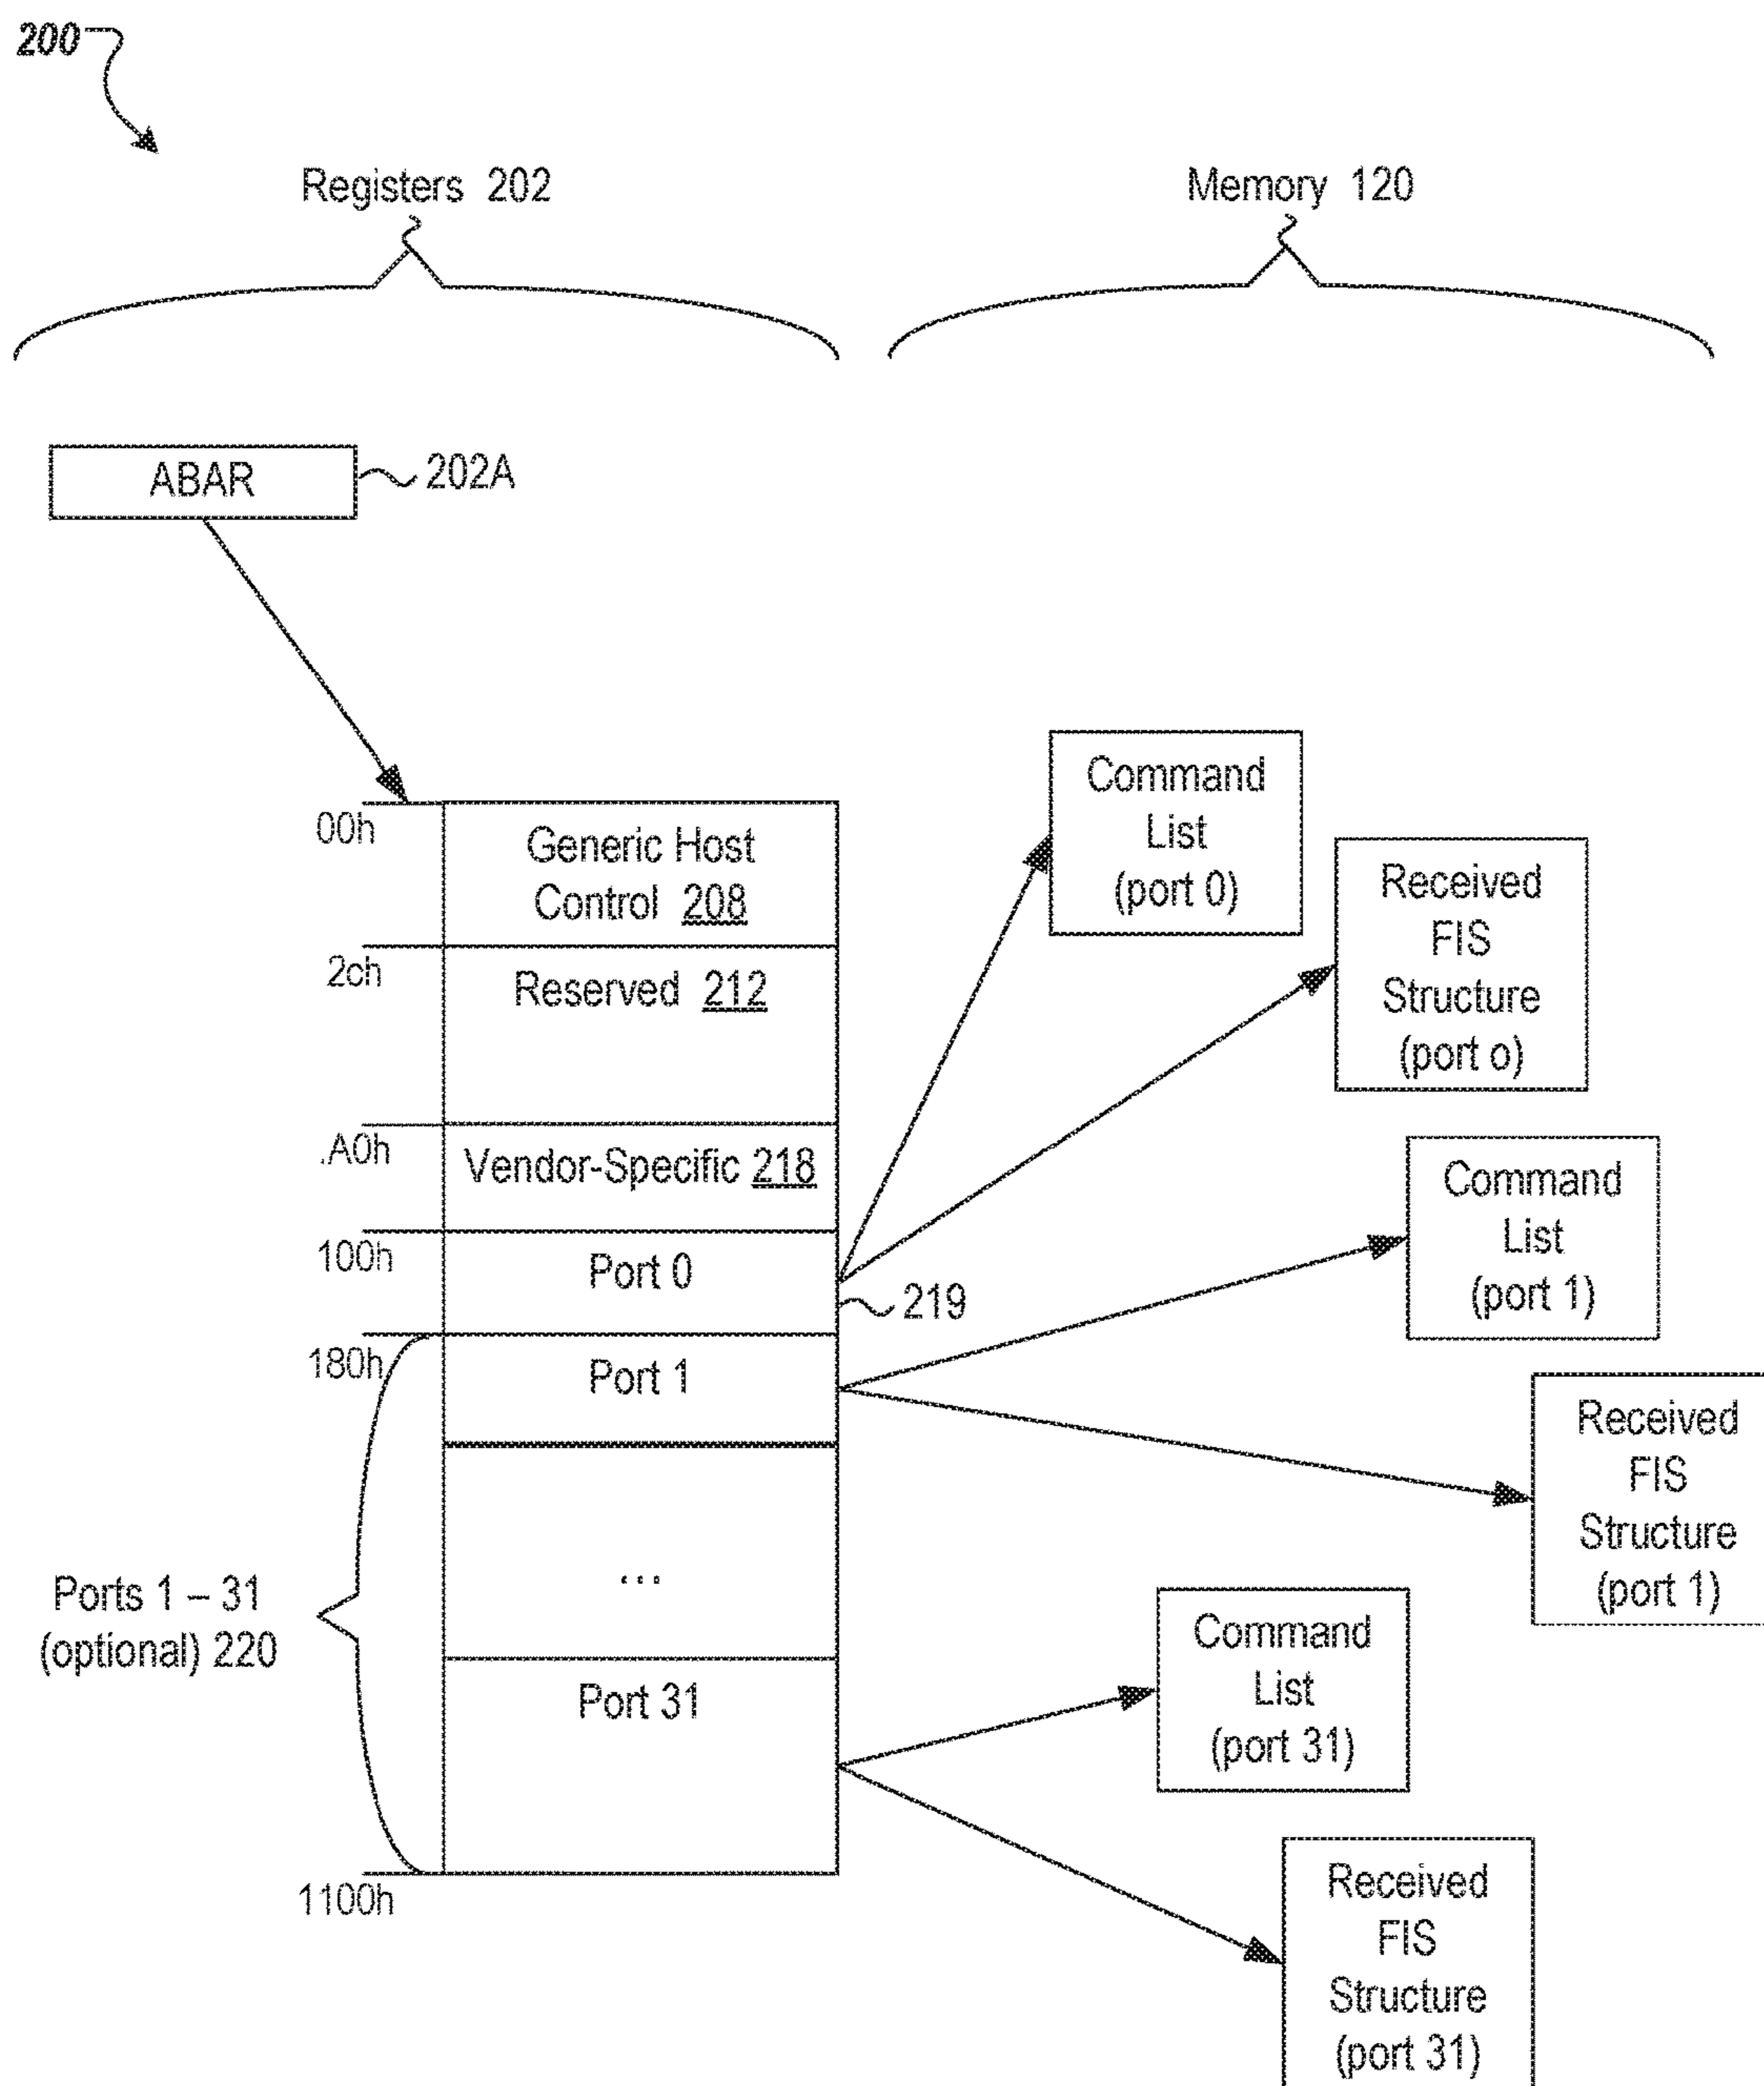 200
Registers 202
Memory 120
ABAR
202A
00h
Generic Host
Control 208
2ch
Reserved 212
.A0h
Vendor-Specific 218
100h
Port 0
219
180h
Port 1
...
Ports 1 – 31
(optional) 220
Port 31
1100h
Command
List
(port 0)
Received
FIS
Structure
(port o)
Command
List
(port 1)
Received
FIS
Structure
(port 1)
Command
List
(port 31)
Received
FIS
Structure
(port 31)